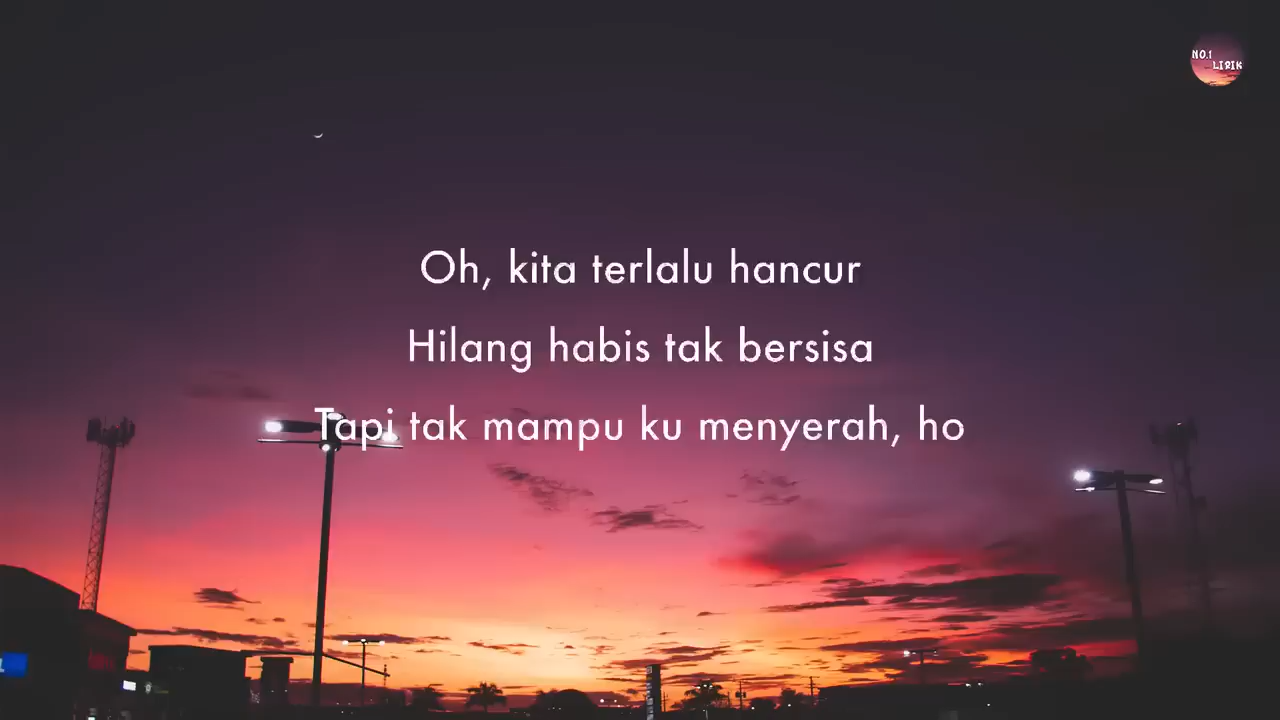 NO.1
LIRIK
Oh, kita terlalu hancur
Hilang habis tak bersisa
Tapi tak mampu ku menyerah, ho